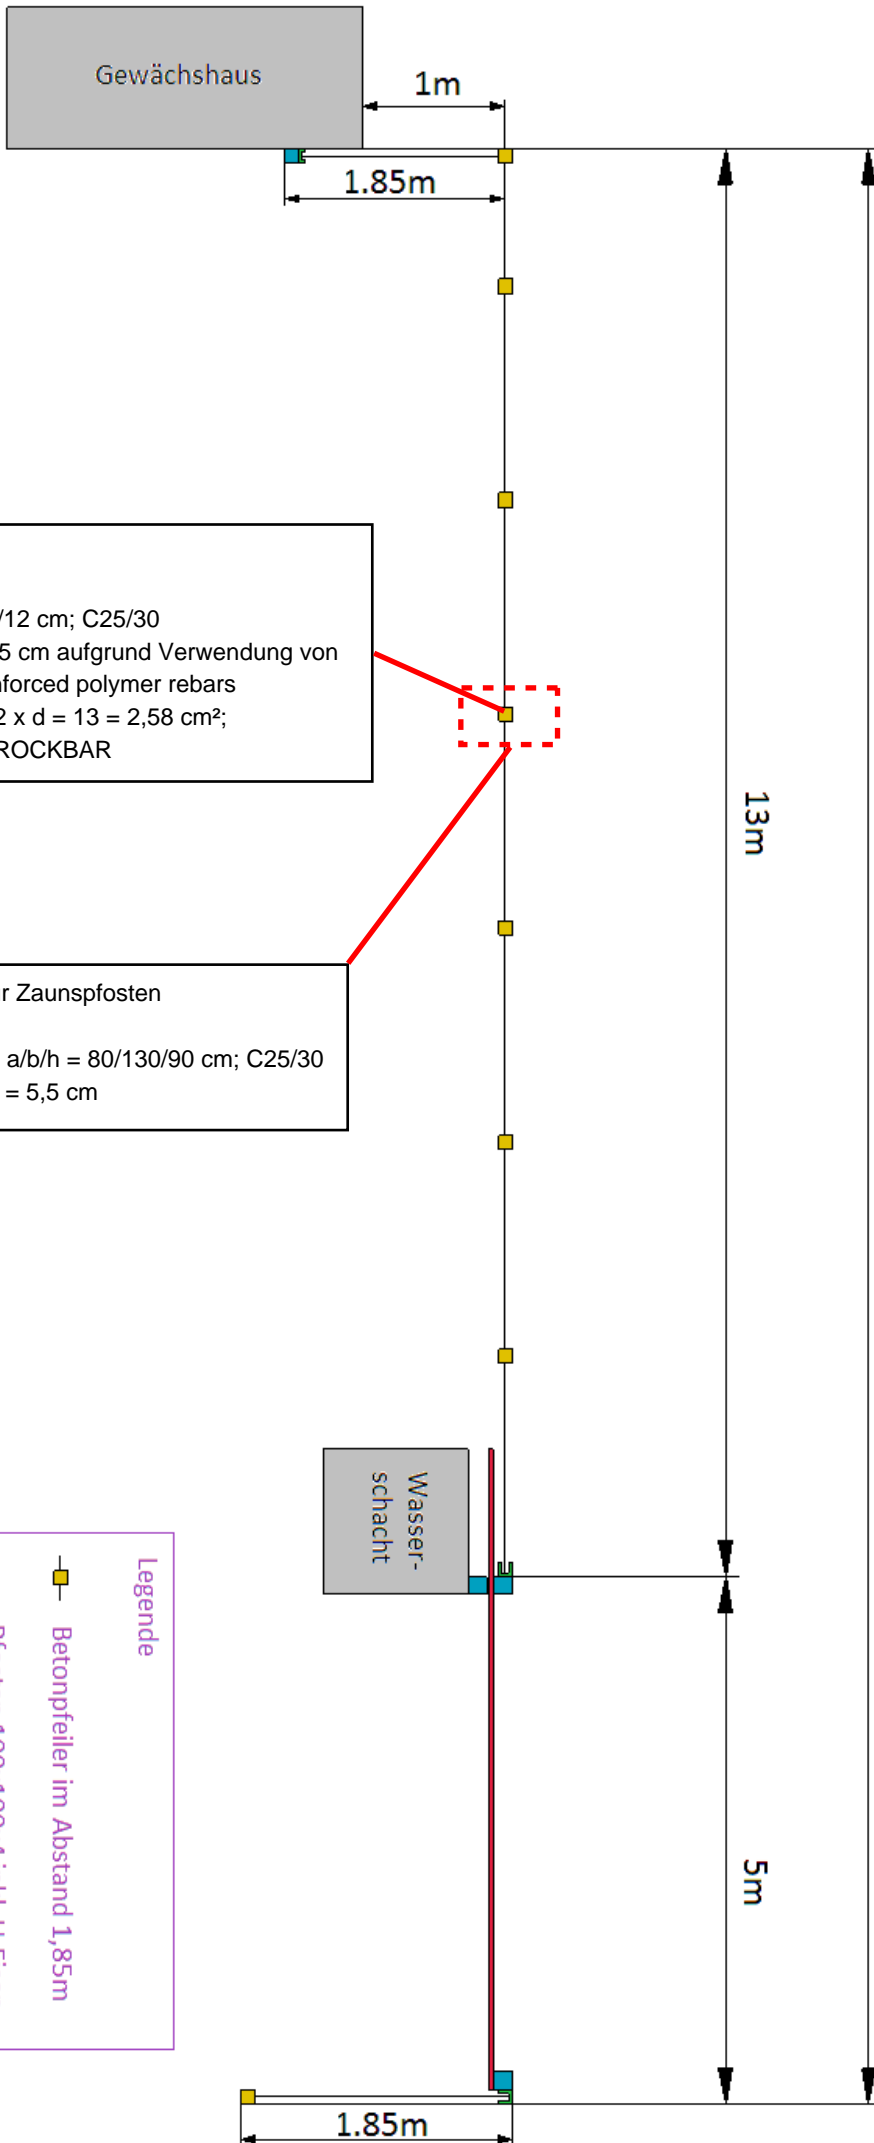 Gewächshaus
1m
1.85m
/12 cm; C25/30
5 cm aufgrund Verwendung von
nforced polymer rebars
2 x d = 13 = 2,58 cm²;
ROCKBAR
13m
r Zaunspfosten
a/b/h = 80/130/90 cm; C25/30
= 5,5 cm
Wasser-
schacht
Legende
Betonpfeiler im Abstand 1,85m
5m
1.85m